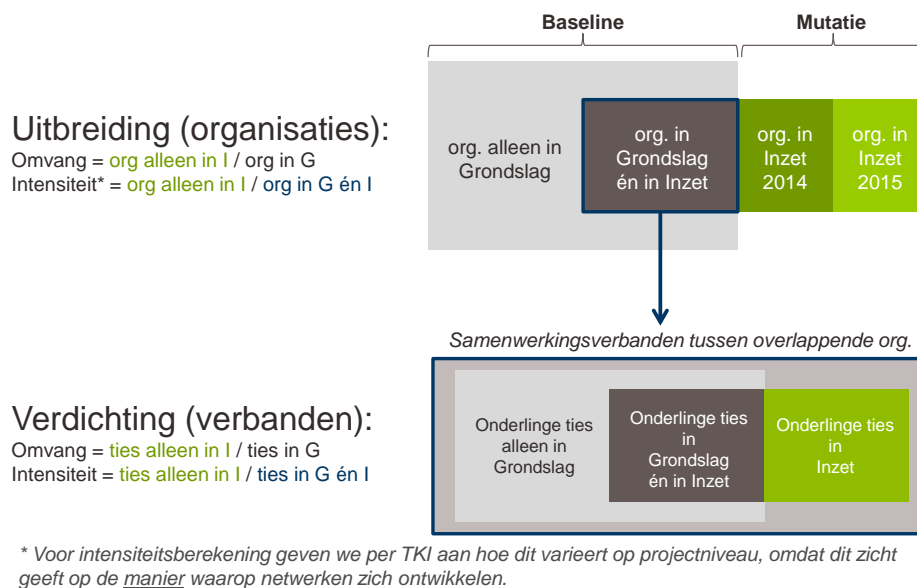 Baseline
Mutatie
Uitbreiding (organisaties):
Omvang = org alleen in I / org in G
Intensiteit* = org alleen in I / org in G én I
org. alleen in
Grondslag
org. in
Grondslag
én in Inzet
org. in
Inzet
2014
org. in
Inzet
2015
Samenwerkingsverbanden tussen overlappende org.
Verdichting (verbanden):
Omvang = ties alleen in I / ties in G
Intensiteit = ties alleen in I / ties in G én I
Onderlinge ties
alleen in
Grondslag
Onderlinge ties
in
Grondslag
én in Inzet
Onderlinge ties
in
Inzet
* Voor intensiteitsberekening geven we per TKI aan hoe dit varieert op projectniveau, omdat dit zicht
geeft op de manier waarop netwerken zich ontwikkelen.